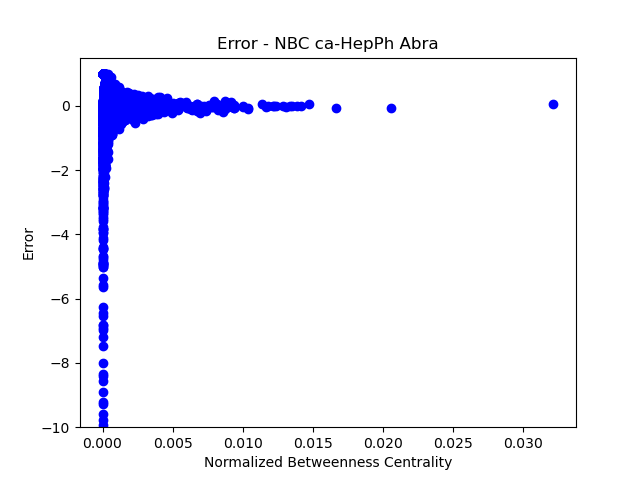 Error - NBC ca-HepPh Abra
0
−2
−4
−6
−8
−10
Error
0.000 0.005 0.010 0.015 0.020 0.025 0.030
Normalized Betweenness Centrality